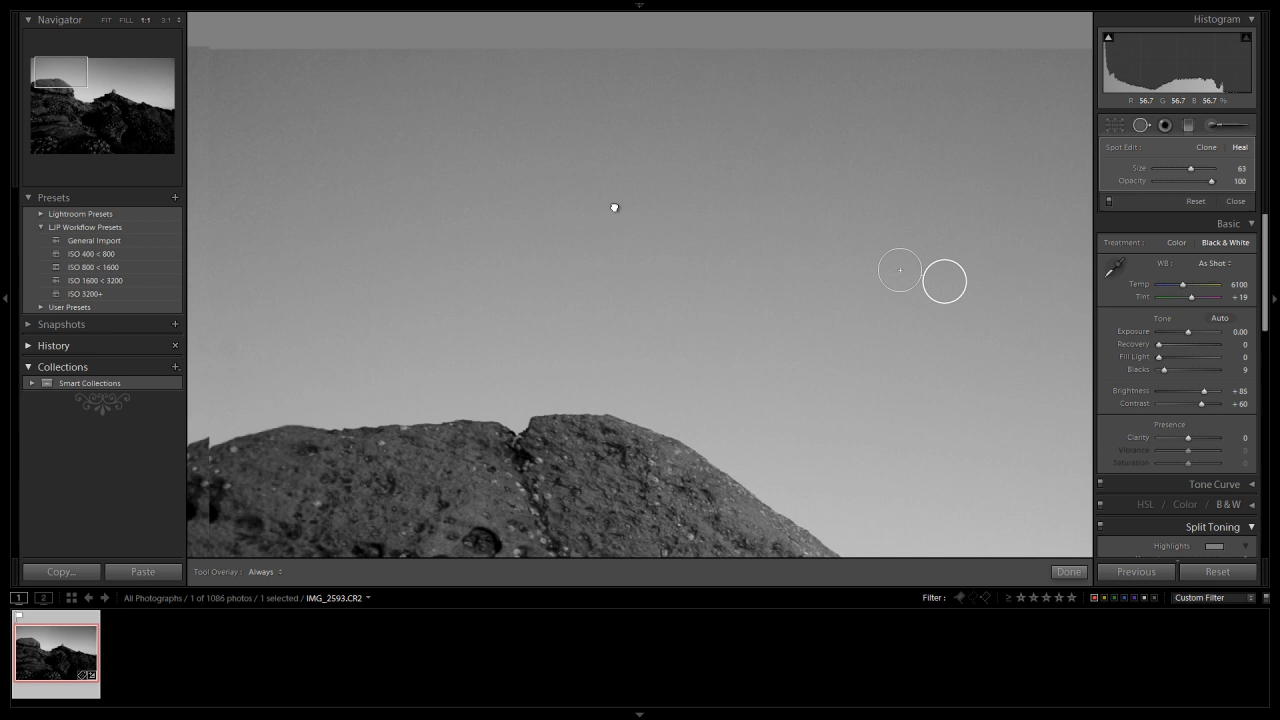 Navigator FIT FILL 1:1 3:1
Presets +
Lightroom Presets
LJP Workflow Presets
General Import
ISO 400 < 800
ISO 800 < 1600
ISO 1600 < 3200
ISO 3200+
User Presets
Snapshots +
History ×
Collections +
Smart Collections
Copy... Paste
Tool Overlay : Always
Done
Histogram
R 56.7 G 56.7 B 56.7 %
Spot Edit : Clone Heal
Size 63
Opacity 100
Reset Close
Basic
Treatment : Color Black & White
WB : As Shot
Temp 6100
Tint + 19
Tone Auto
Exposure 0.00
Recovery 0
Fill Light 0
Blacks 9
Brightness + 85
Contrast + 60
Presence
Clarity 0
Vibrance 0
Saturation 0
Tone Curve
HSL / Color / B & W
Split Toning
Highlights
Previous Reset
1 2 All Photographs / 1 of 1086 photos / 1 selected / IMG_2593.CR2
Filter : ≥ ★★★★★ Custom Filter